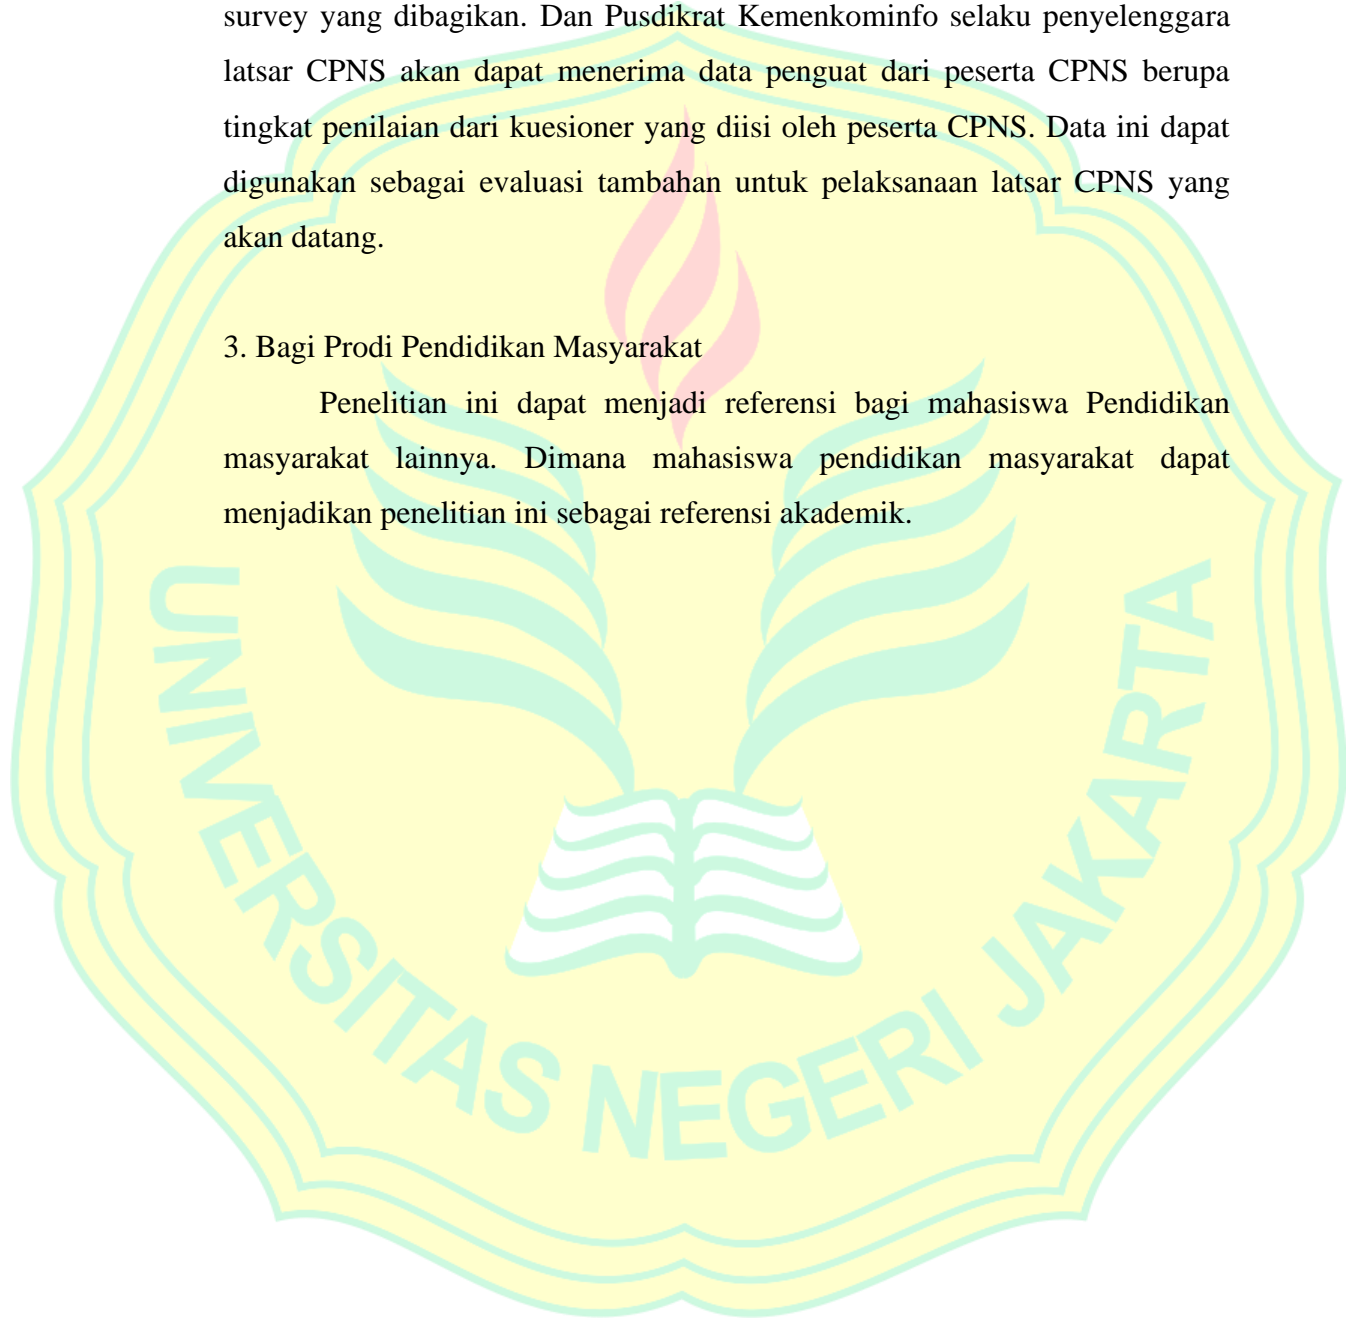 survey yang dibagikan. Dan Pusdikrat Kemenkominfo selaku penyelenggara
latsar CPNS akan dapat menerima data penguat dari peserta CPNS berupa
tingkat penilaian dari kuesioner yang diisi oleh peserta CPNS. Data ini dapat
digunakan sebagai evaluasi tambahan untuk pelaksanaan latsar CPNS yang
akan datang.
3. Bagi Prodi Pendidikan Masyarakat
Penelitian ini dapat menjadi referensi bagi mahasiswa Pendidikan
masyarakat lainnya. Dimana mahasiswa pendidikan masyarakat dapat
menjadikan penelitian ini sebagai referensi akademik.
UNIVERSITAS NEGERI JAKARTA